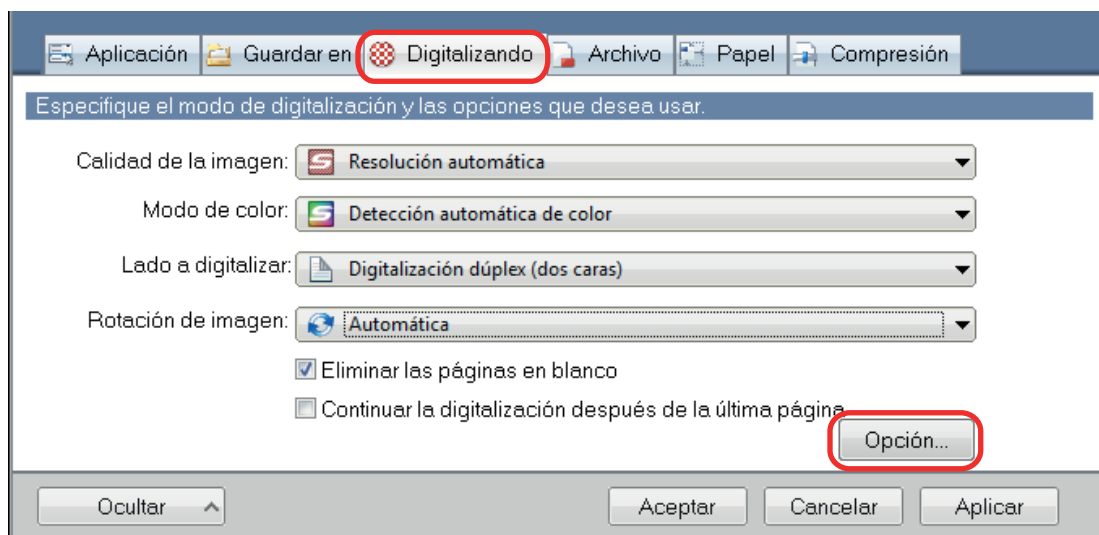 Aplicación Guardar en Digitalizando Archivo Papel Compresión
Especifique el modo de digitalización y las opciones que desea usar.
Calidad de la imagen: Resolución automática
Modo de color: Detección automática de color
Lado a digitalizar: Digitalización dúplex (dos caras)
Rotación de imagen: Automática
Eliminar las páginas en blanco
Continuar la digitalización después de la última página
Opción...
Ocultar Aceptar Cancelar Aplicar